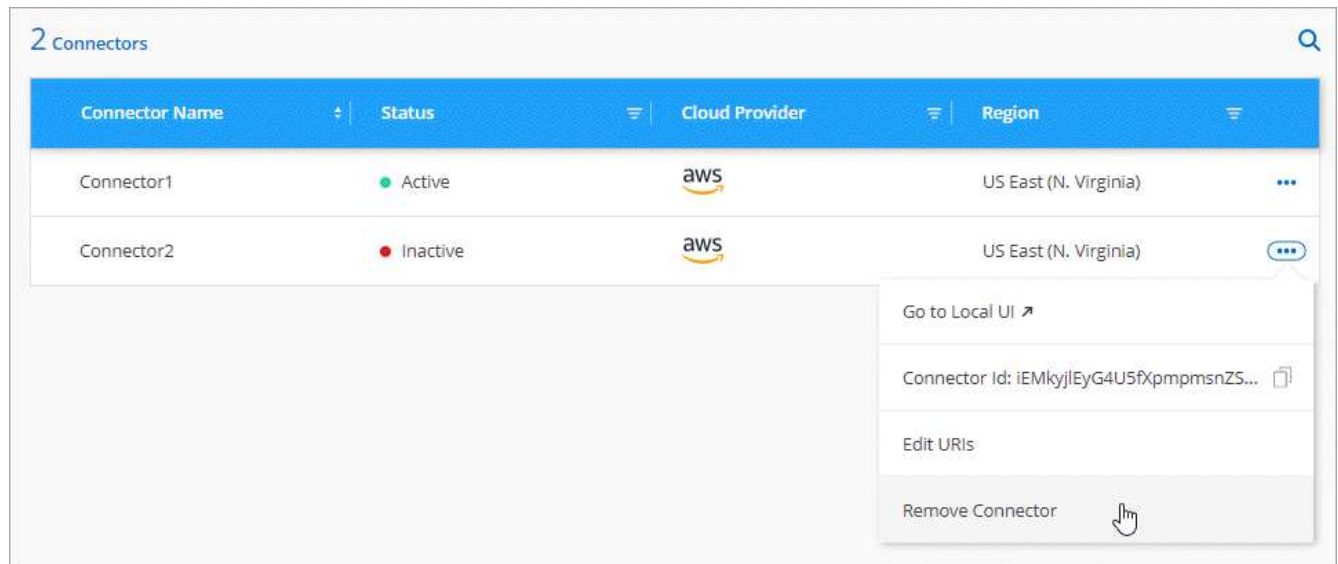 2 Connectors
Connector Name Status Cloud Provider Region
Connector1 Active aws US East (N. Virginia)
Connector2 Inactive aws US East (N. Virginia)
Go to Local UI
Connector Id: iEMkyjlEyG4U5fXpmpmsnZS...
Edit URIs
Remove Connector